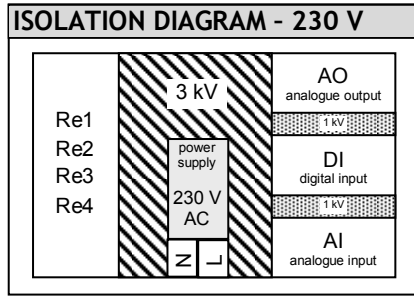 ISOLATION DIAGRAM - 230 V
Re1
Re2
Re3
Re4
3 kV
power
supply
230 V
AC
N
L
AO
analogue output
1 kV
DI
digital input
1 kV
AI
analogue input